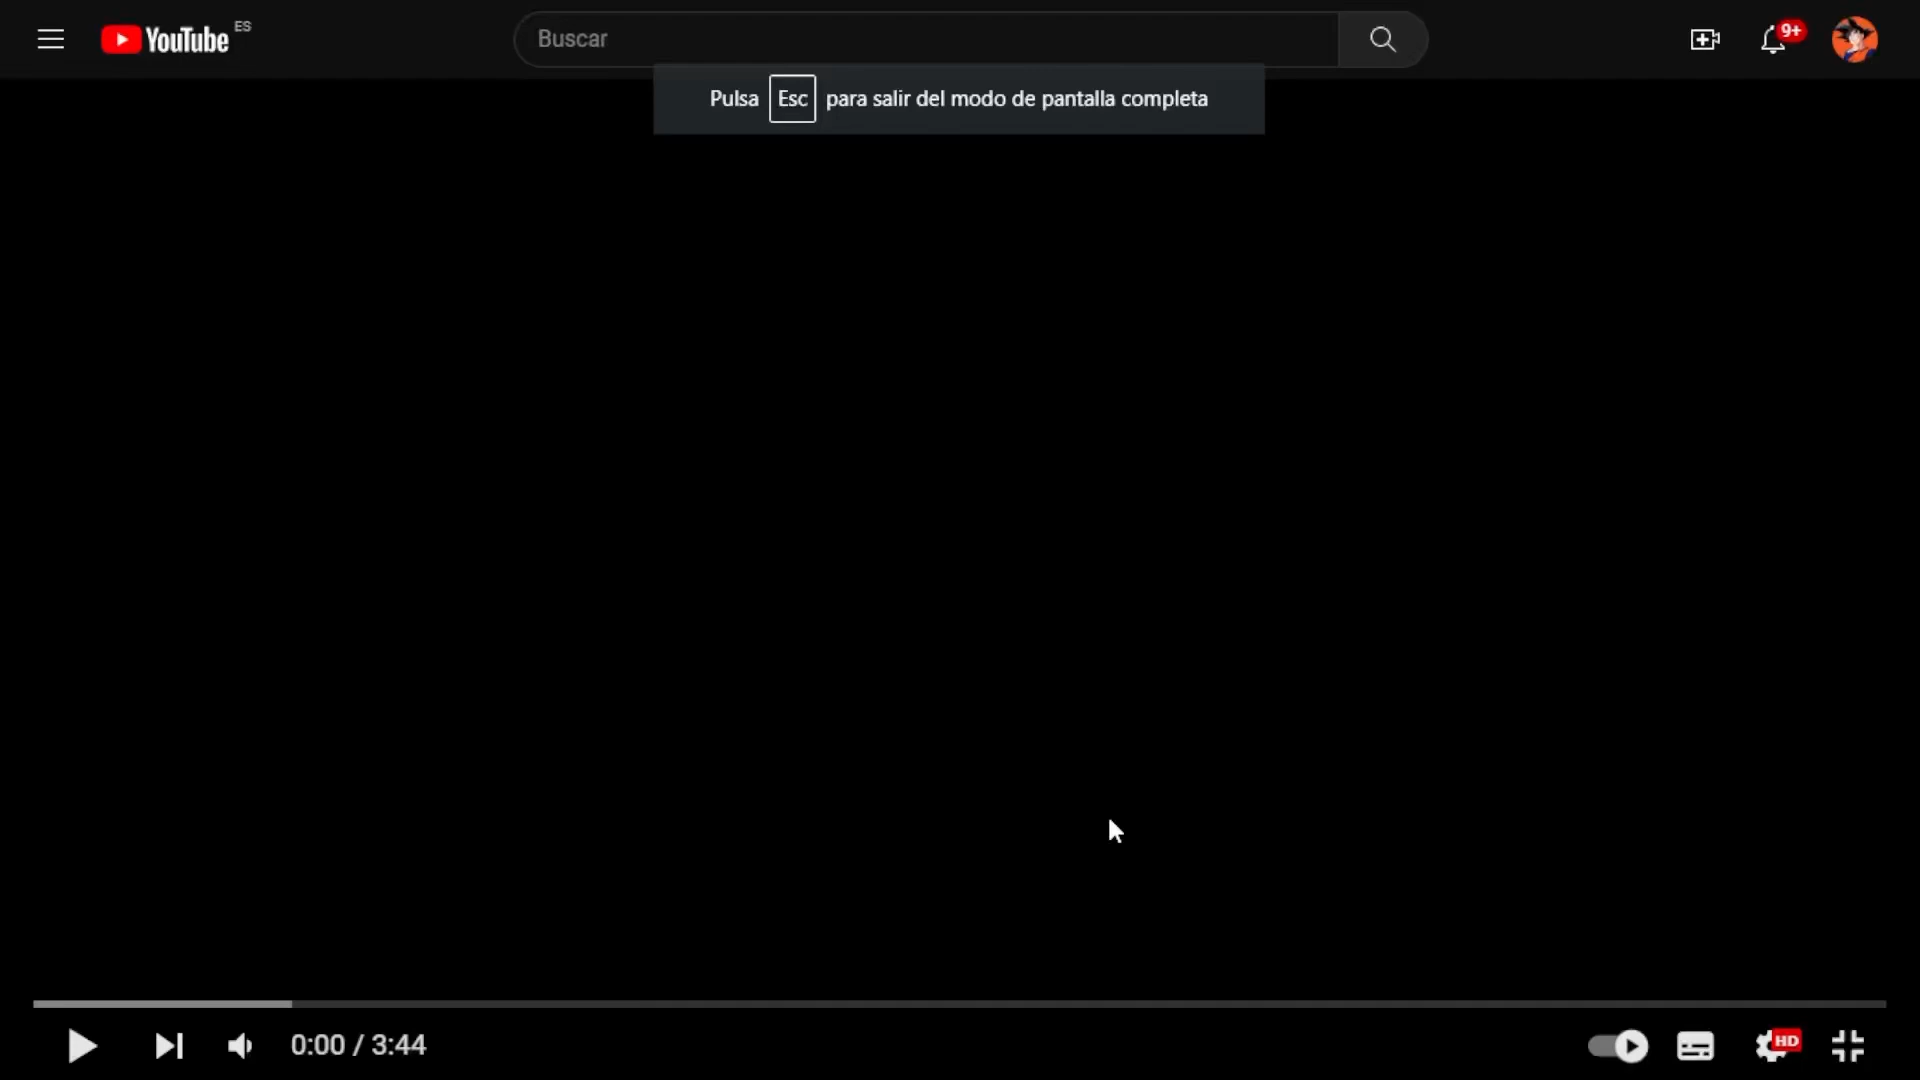 YouTube ES
Buscar
9+
Pulsa Esc para salir del modo de pantalla completa
0:00 / 3:44
HD